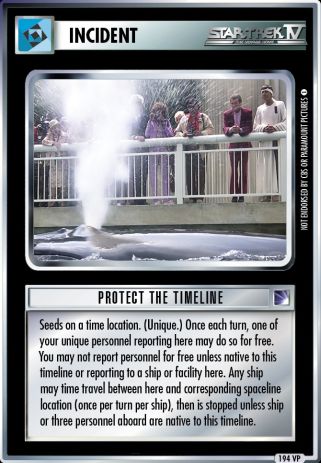 INCIDENT
STAR TREK IV
THE VOYAGE HOME
NOT ENDORSED BY CBS OR PARAMOUNT PICTURES
PROTECT THE TIMELINE
Seeds on a time location. (Unique.) Once each turn, one of
your unique personnel reporting here may do so for free.
You may not report personnel for free unless native to this
timeline or reporting to a ship or facility here. Any ship
may time travel between here and corresponding spaceline
location (once per turn per ship), then is stopped unless ship
or three personnel aboard are native to this timeline.
194 VP